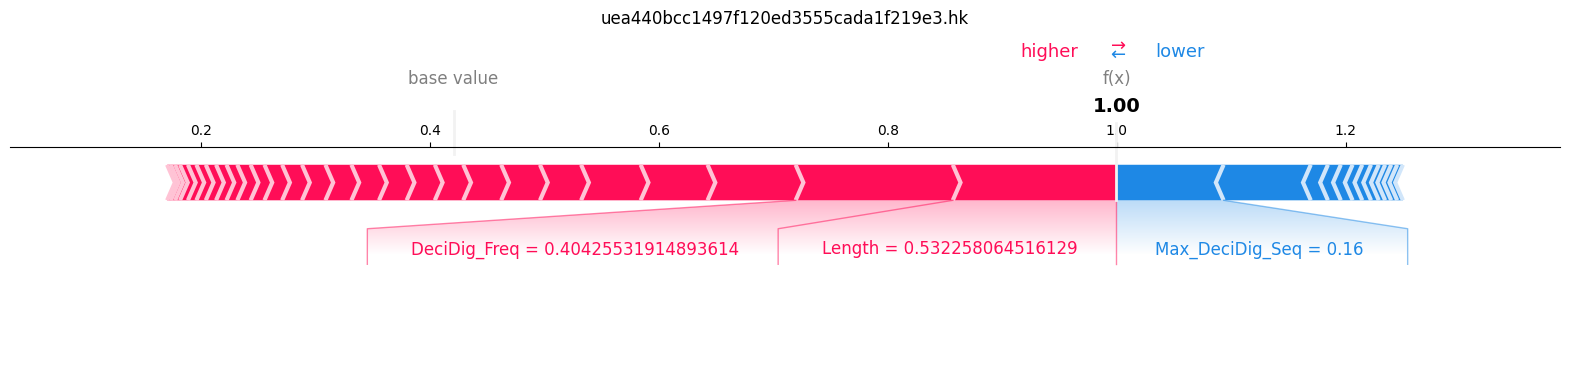 uea440bcc1497f120ed3555cada1f219e3.hk
higher ⇄ lower
base value f(x)
1.00
0.2 0.4 0.6 0.8 1.0 1.2
DeciDig_Freq = 0.40425531914893614 Length = 0.532258064516129 Max_DeciDig_Seq = 0.16